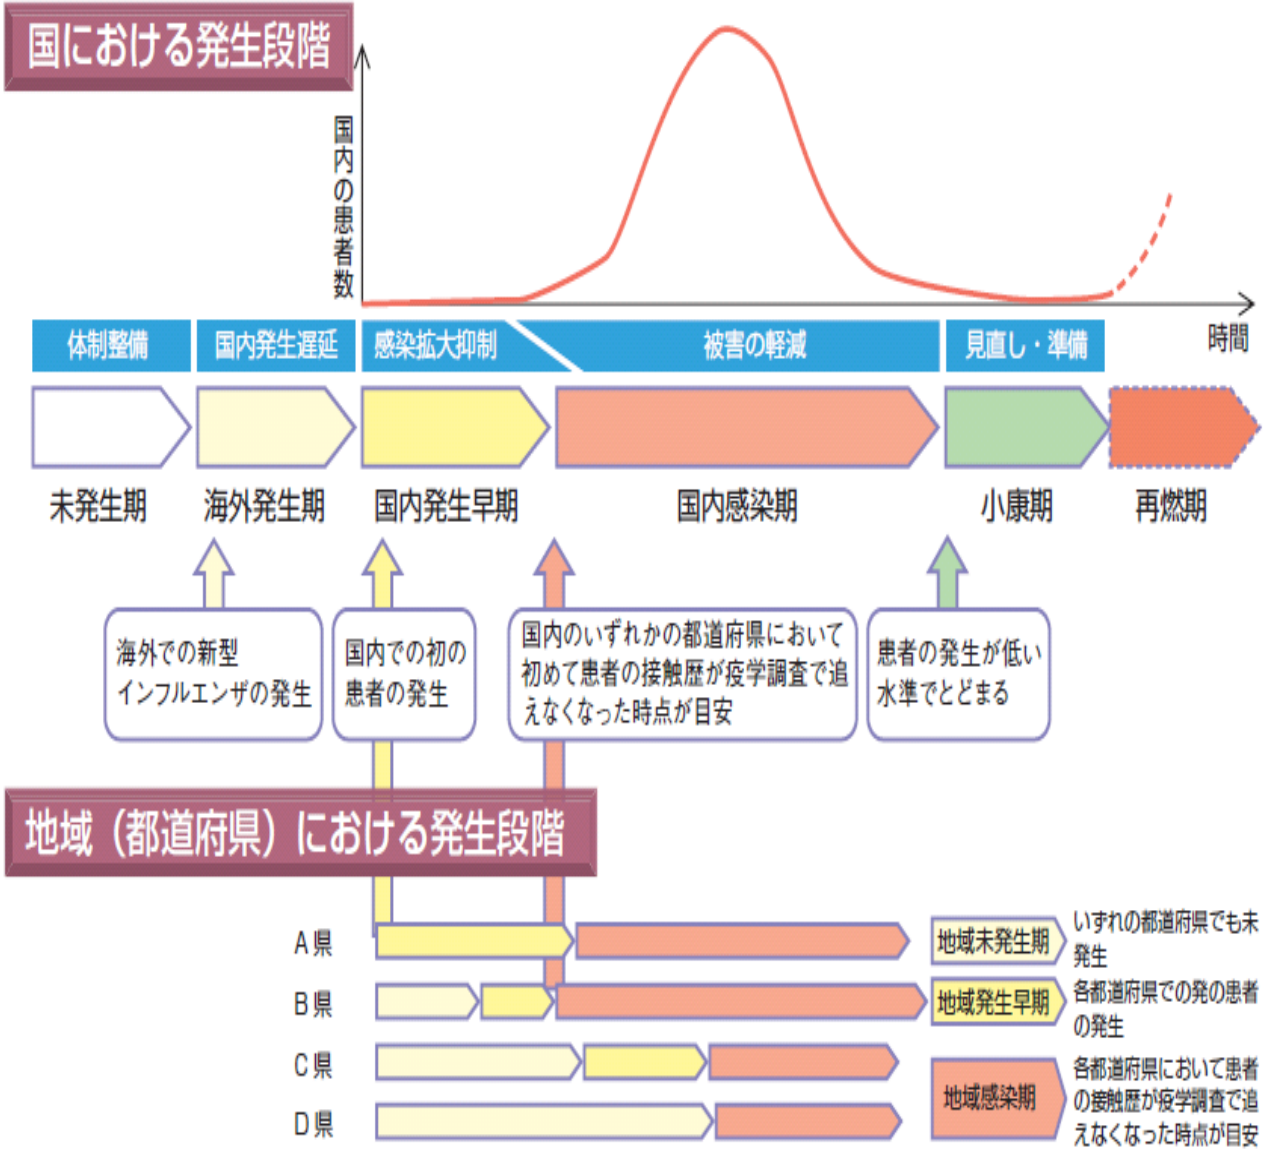 国における発生段階
国内の患者数
時間
体制整備
国内発生遅延
感染拡大抑制
被害の軽減
見直し・準備
未発生期
海外発生期
国内発生早期
国内感染期
小康期
再燃期
海外での新型
インフルエンザの発生
国内での初の
患者の発生
国内のいずれかの都道府県において
初めて患者の接触歴が疫学調査で追
えなくなった時点が目安
患者の発生が低い
水準でとどまる
地域（都道府県）における発生段階
A県
B県
C県
D県
地域未発生期
いずれの都道府県でも未
発生
地域発生早期
各都道府県での発の患者
の発生
地域感染期
各都道府県において患者
の接触歴が疫学調査で追
えなくなった時点が目安